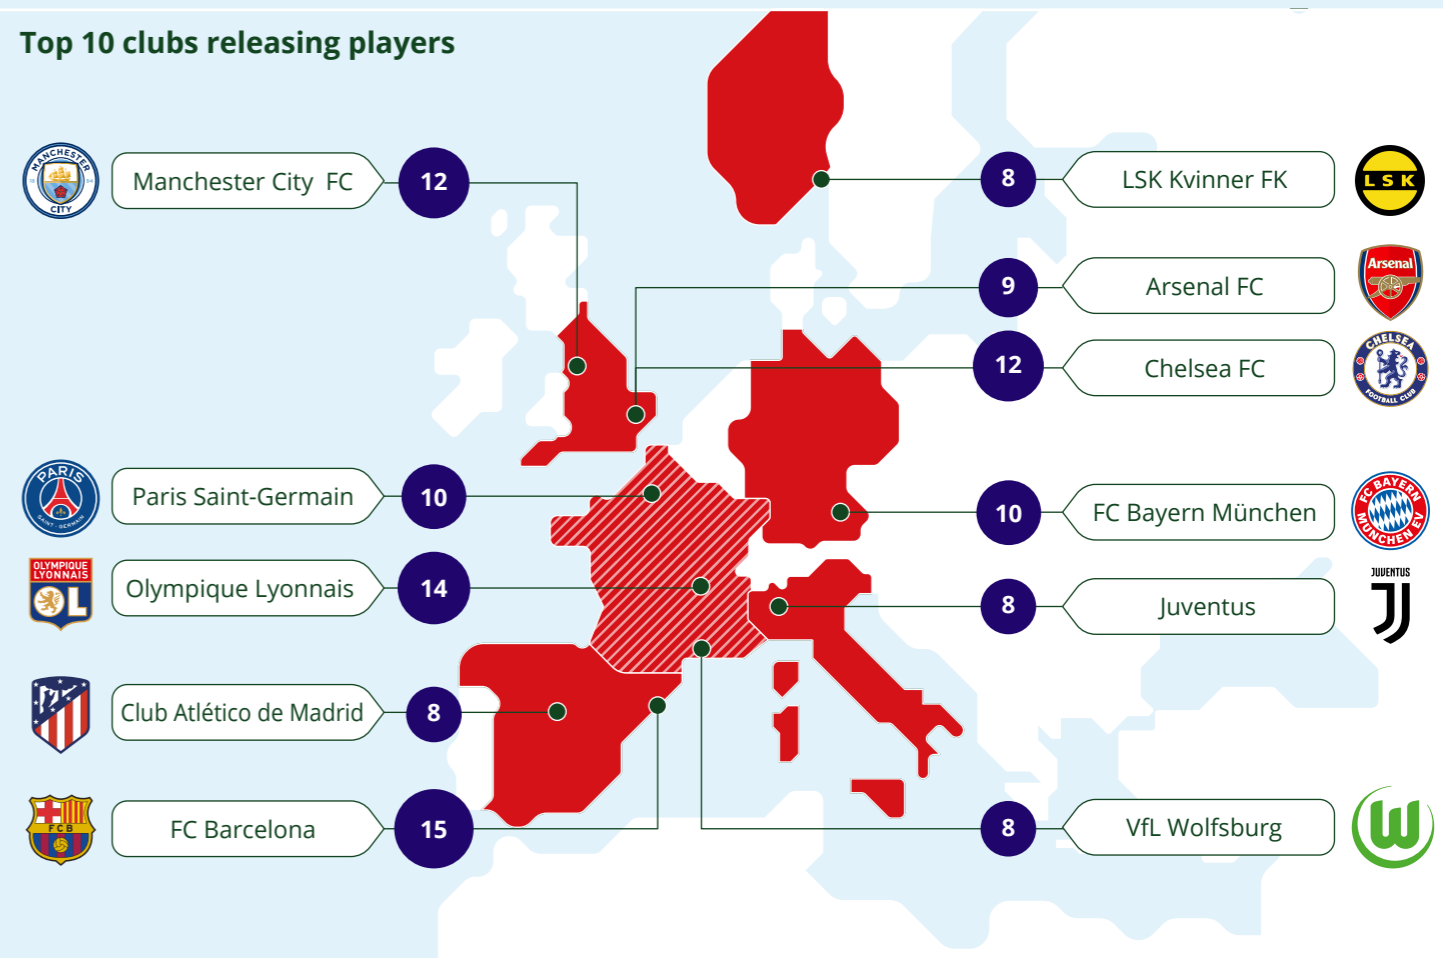 Top 10 clubs releasing players
MANCHESTER
CITY
Manchester City FC
12
PARIS
SAINT-GERMAIN
Paris Saint-Germain
10
OLYMPIQUE
LYONNAIS
OL
Olympique Lyonnais
14
Club Atlético de Madrid
8
FCB
FC Barcelona
15
8
LSK Kvinner FK
LSK
9
Arsenal FC
Arsenal
12
Chelsea FC
CHELSEA
FOOTBALL CLUB
10
FC Bayern München
FC BAYERN
MÜNCHEN EV
8
Juventus
JUVENTUS
8
VfL Wolfsburg
W